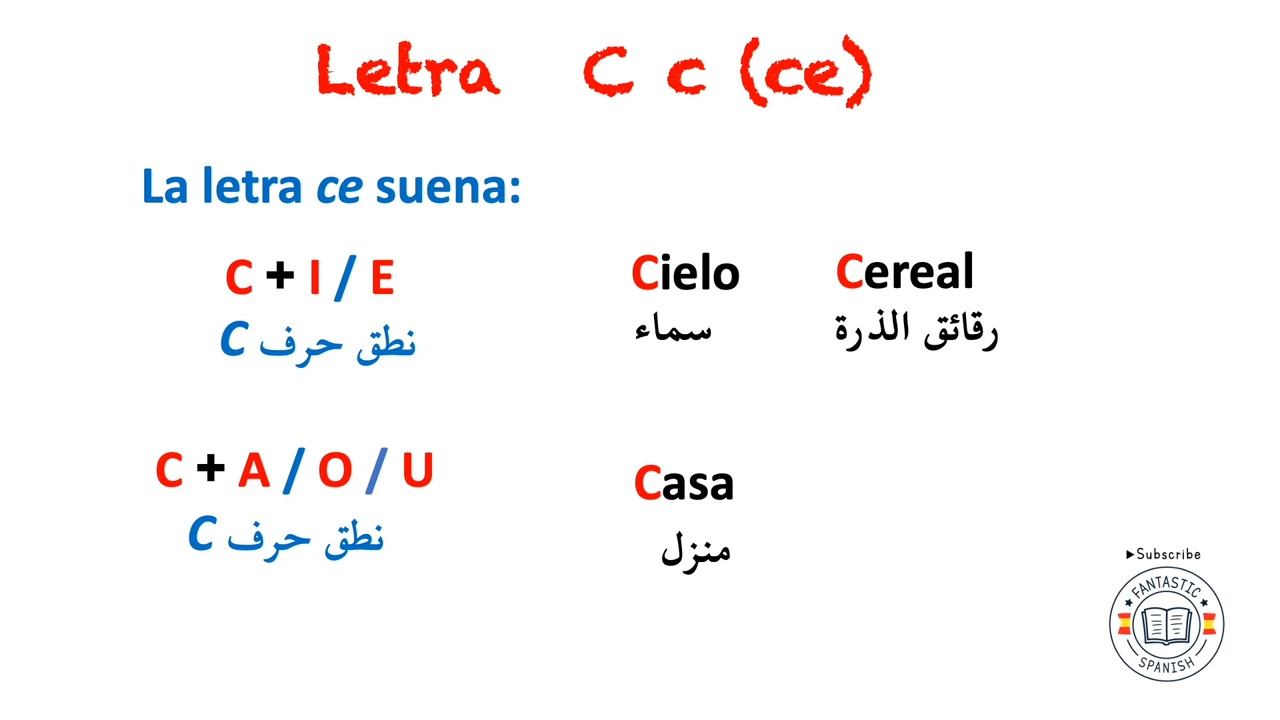 Letra C c (ce)
La letra ce suena:
C + I / E
نطق حرف C
Cielo
سماء
Cereal
رقائق الذرة
C + A / O / U
نطق حرف C
Casa
منزل
▶Subscribe
FANTASTIC
SPANISH